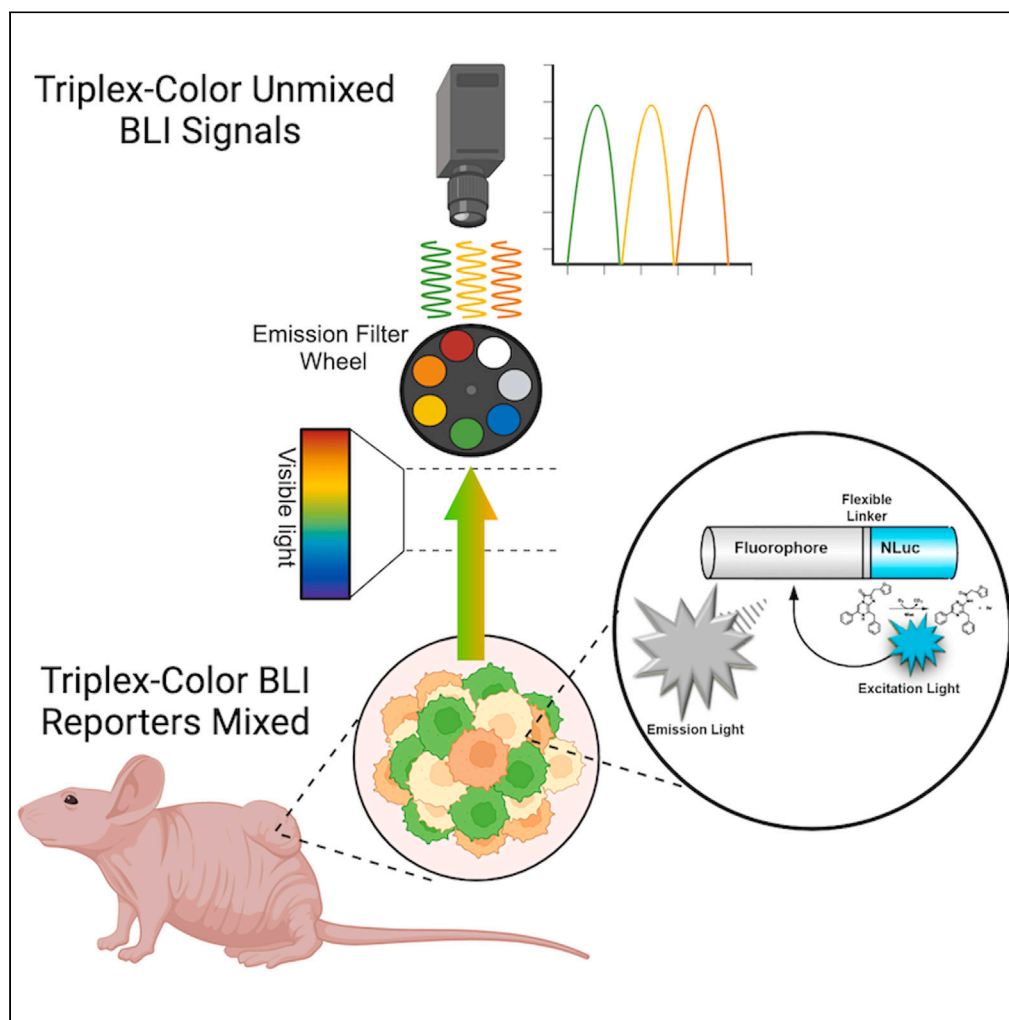 Triplex-Color Unmixed
BLI Signals
Emission Filter
Wheel
Visible light
Flexible
Linker
Fluorophore
NLuc
Excitation Light
Emission Light
Triplex-Color BLI
Reporters Mixed